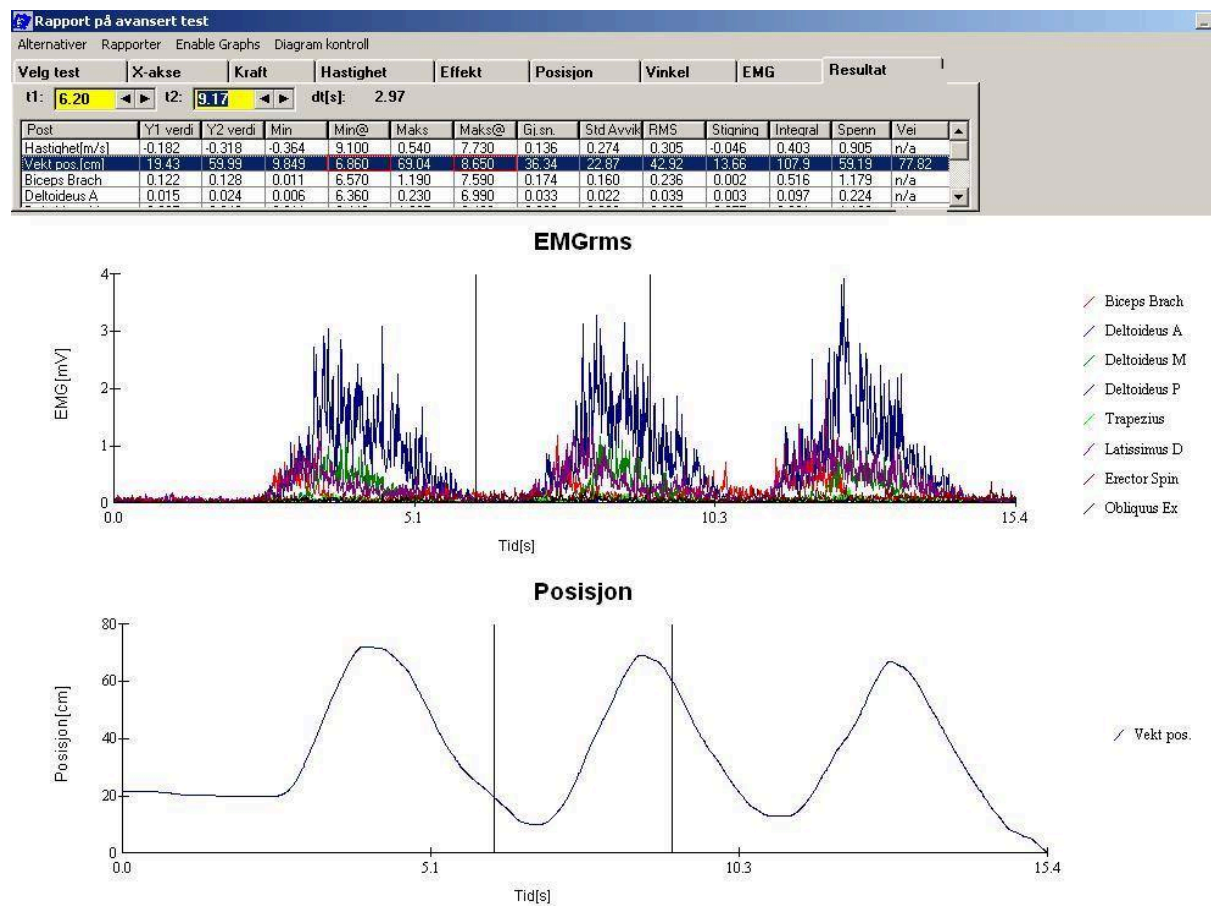 Rapport på avansert test
Alternativer Rapporter Enable Graphs Diagram kontroll
Velg test X-akse Kraft Hastighet Effekt Posisjon Vinkel EMG Resultat
t1: 6.20 t2: 9.17 dt[s]: 2.97
Post Y1 verdi Y2 verdi Min Min@ Maks Maks@ Gj.sn. Std Avvik RMS Stigning Integral Spenn Vei
Hastighet[m/s] -0.182 -0.318 -0.364 9.100 0.540 7.730 0.136 0.274 0.305 -0.046 0.403 0.905 n/a
Vekt pos.[cm] 19.43 59.99 9.849 6.860 69.04 8.650 36.34 22.87 42.92 13.66 107.9 59.19 77.82
Biceps Brach 0.122 0.128 0.011 6.570 1.190 7.590 0.174 0.160 0.236 0.002 0.516 1.179 n/a
Deltoideus A 0.015 0.024 0.006 6.360 0.230 6.990 0.033 0.022 0.039 0.003 0.097 0.224 n/a
EMGrms
4
3
2
1
0
EMG[mV]
0.0 5.1 10.3 15.4
Tid[s]
Biceps Brach
Deltoideus A
Deltoideus M
Deltoideus P
Trapezius
Latissimus D
Erector Spin
Obliquus Ex
Posisjon
80
60
40
20
0
Posisjon[cm]
0.0 5.1 10.3 15.4
Tid[s]
Vekt pos.